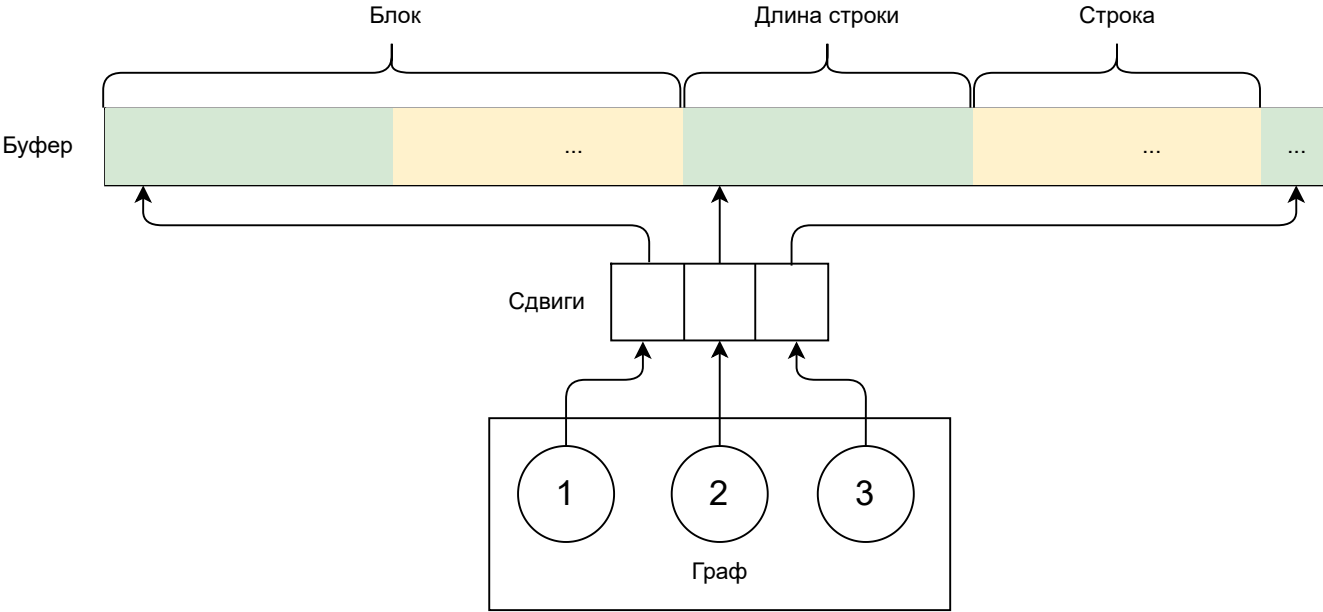 Блок
Длина строки
Строка
Буфер
...
...
...
Сдвиги
1
2
3
Граф